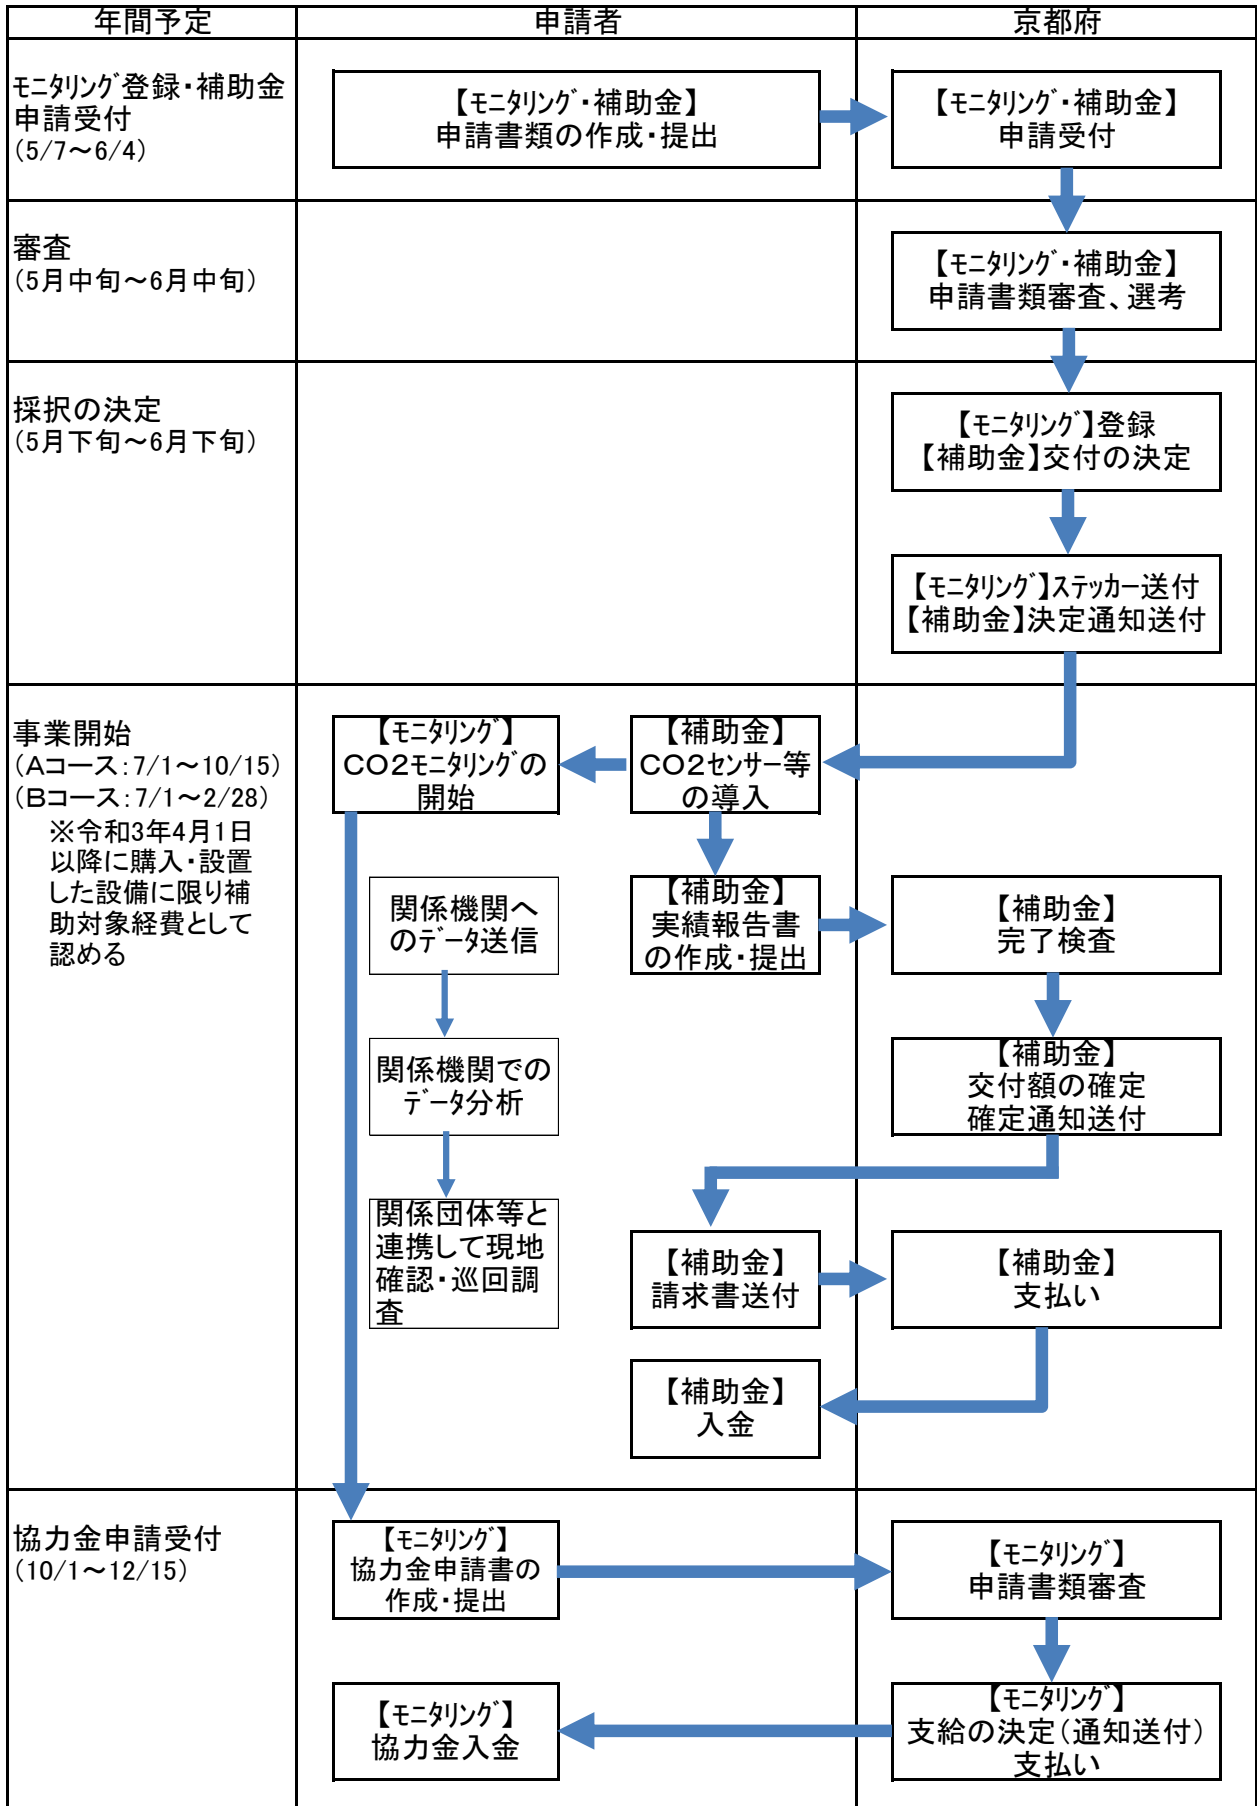 年間予定
申請者
京都府
ﾓﾆﾀﾘﾝｸﾞ登録・補助金
申請受付
（5/7～6/4）
【ﾓﾆﾀﾘﾝｸﾞ・補助金】
申請書類の作成・提出
【ﾓﾆﾀﾘﾝｸﾞ・補助金】
申請受付
審査
（5月中旬～6月中旬）
【ﾓﾆﾀﾘﾝｸﾞ・補助金】
申請書類審査、選考
採択の決定
（5月下旬～6月下旬）
【ﾓﾆﾀﾘﾝｸﾞ】登録
【補助金】交付の決定
【ﾓﾆﾀﾘﾝｸﾞ】ｽﾃｯｶｰ送付
【補助金】決定通知送付
事業開始
（Aコース：7/1～10/15）
（Bコース：7/1～2/28）
※令和3年4月1日
以降に購入・設置
した設備に限り補
助対象経費として
認める
【ﾓﾆﾀﾘﾝｸﾞ】
CO2ﾓﾆﾀﾘﾝｸﾞの
開始
【補助金】
CO2センサー等
の導入
関係機関へ
のﾃﾞｰﾀ送信
【補助金】
実績報告書
の作成・提出
【補助金】
完了検査
関係機関での
ﾃﾞｰﾀ分析
【補助金】
交付額の確定
確定通知送付
関係団体等と
連携して現地
確認・巡回調
査
【補助金】
請求書送付
【補助金】
支払い
【補助金】
入金
協力金申請受付
（10/1～12/15）
【ﾓﾆﾀﾘﾝｸﾞ】
協力金申請書の
作成・提出
【ﾓﾆﾀﾘﾝｸﾞ】
申請書類審査
【ﾓﾆﾀﾘﾝｸﾞ】
協力金入金
【ﾓﾆﾀﾘﾝｸﾞ】
支給の決定（通知送付）
支払い